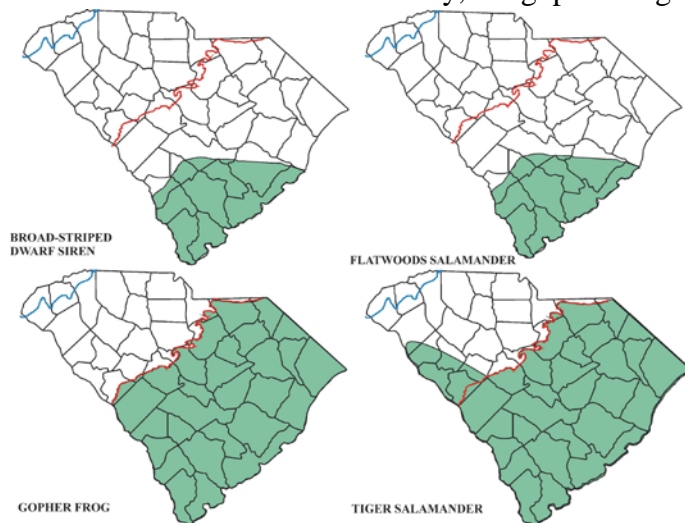 BROAD-STRIPED
DWARF SIREN
FLATWOODS SALAMANDER
GOPHER FROG
TIGER SALAMANDER